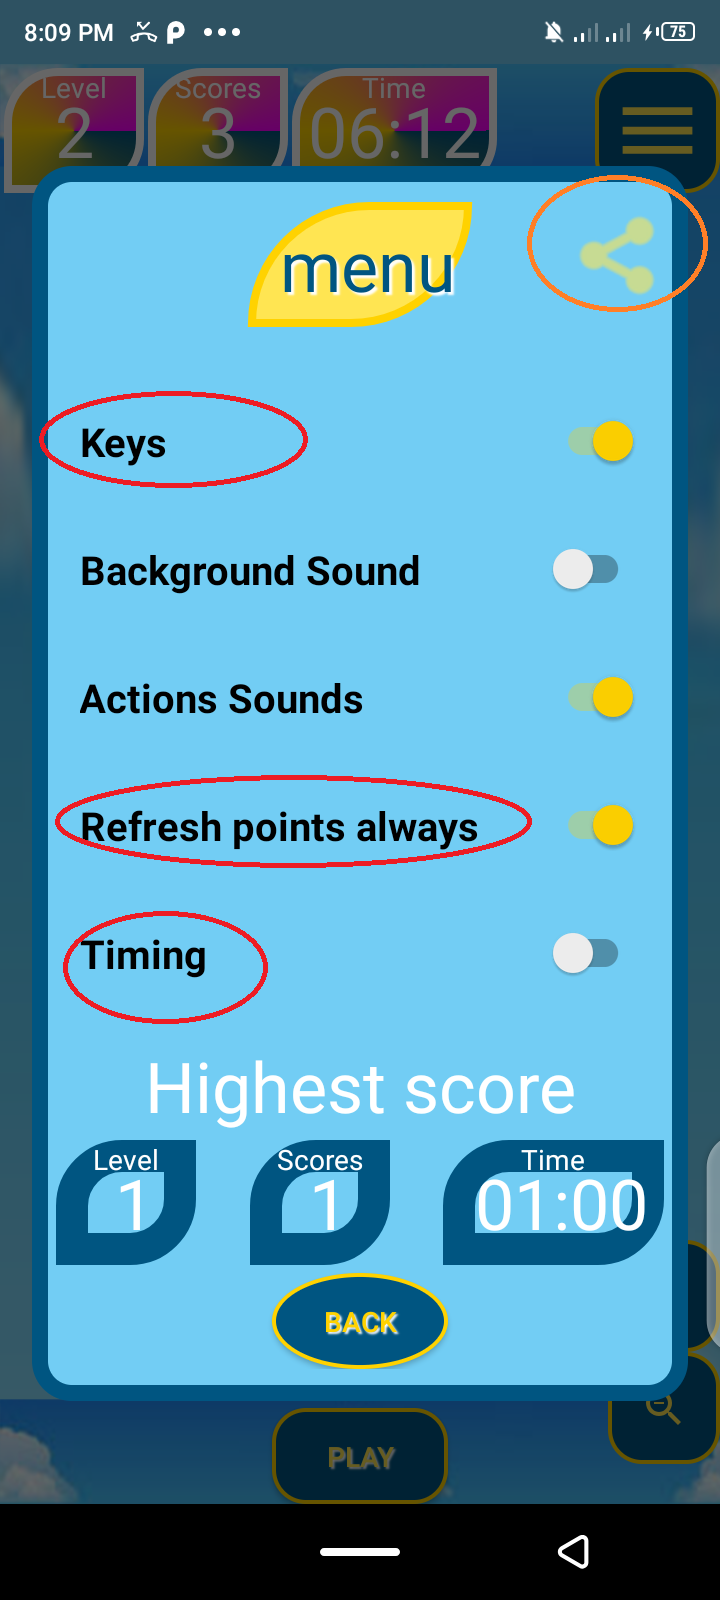 8:09 PM
75
Level
Scores
Time
2
3
06:12
menu
Keys
Background Sound
Actions Sounds
Refresh points always
Timing
Highest score
Level
Scores
Time
1
1
01:00
BACK
PLAY